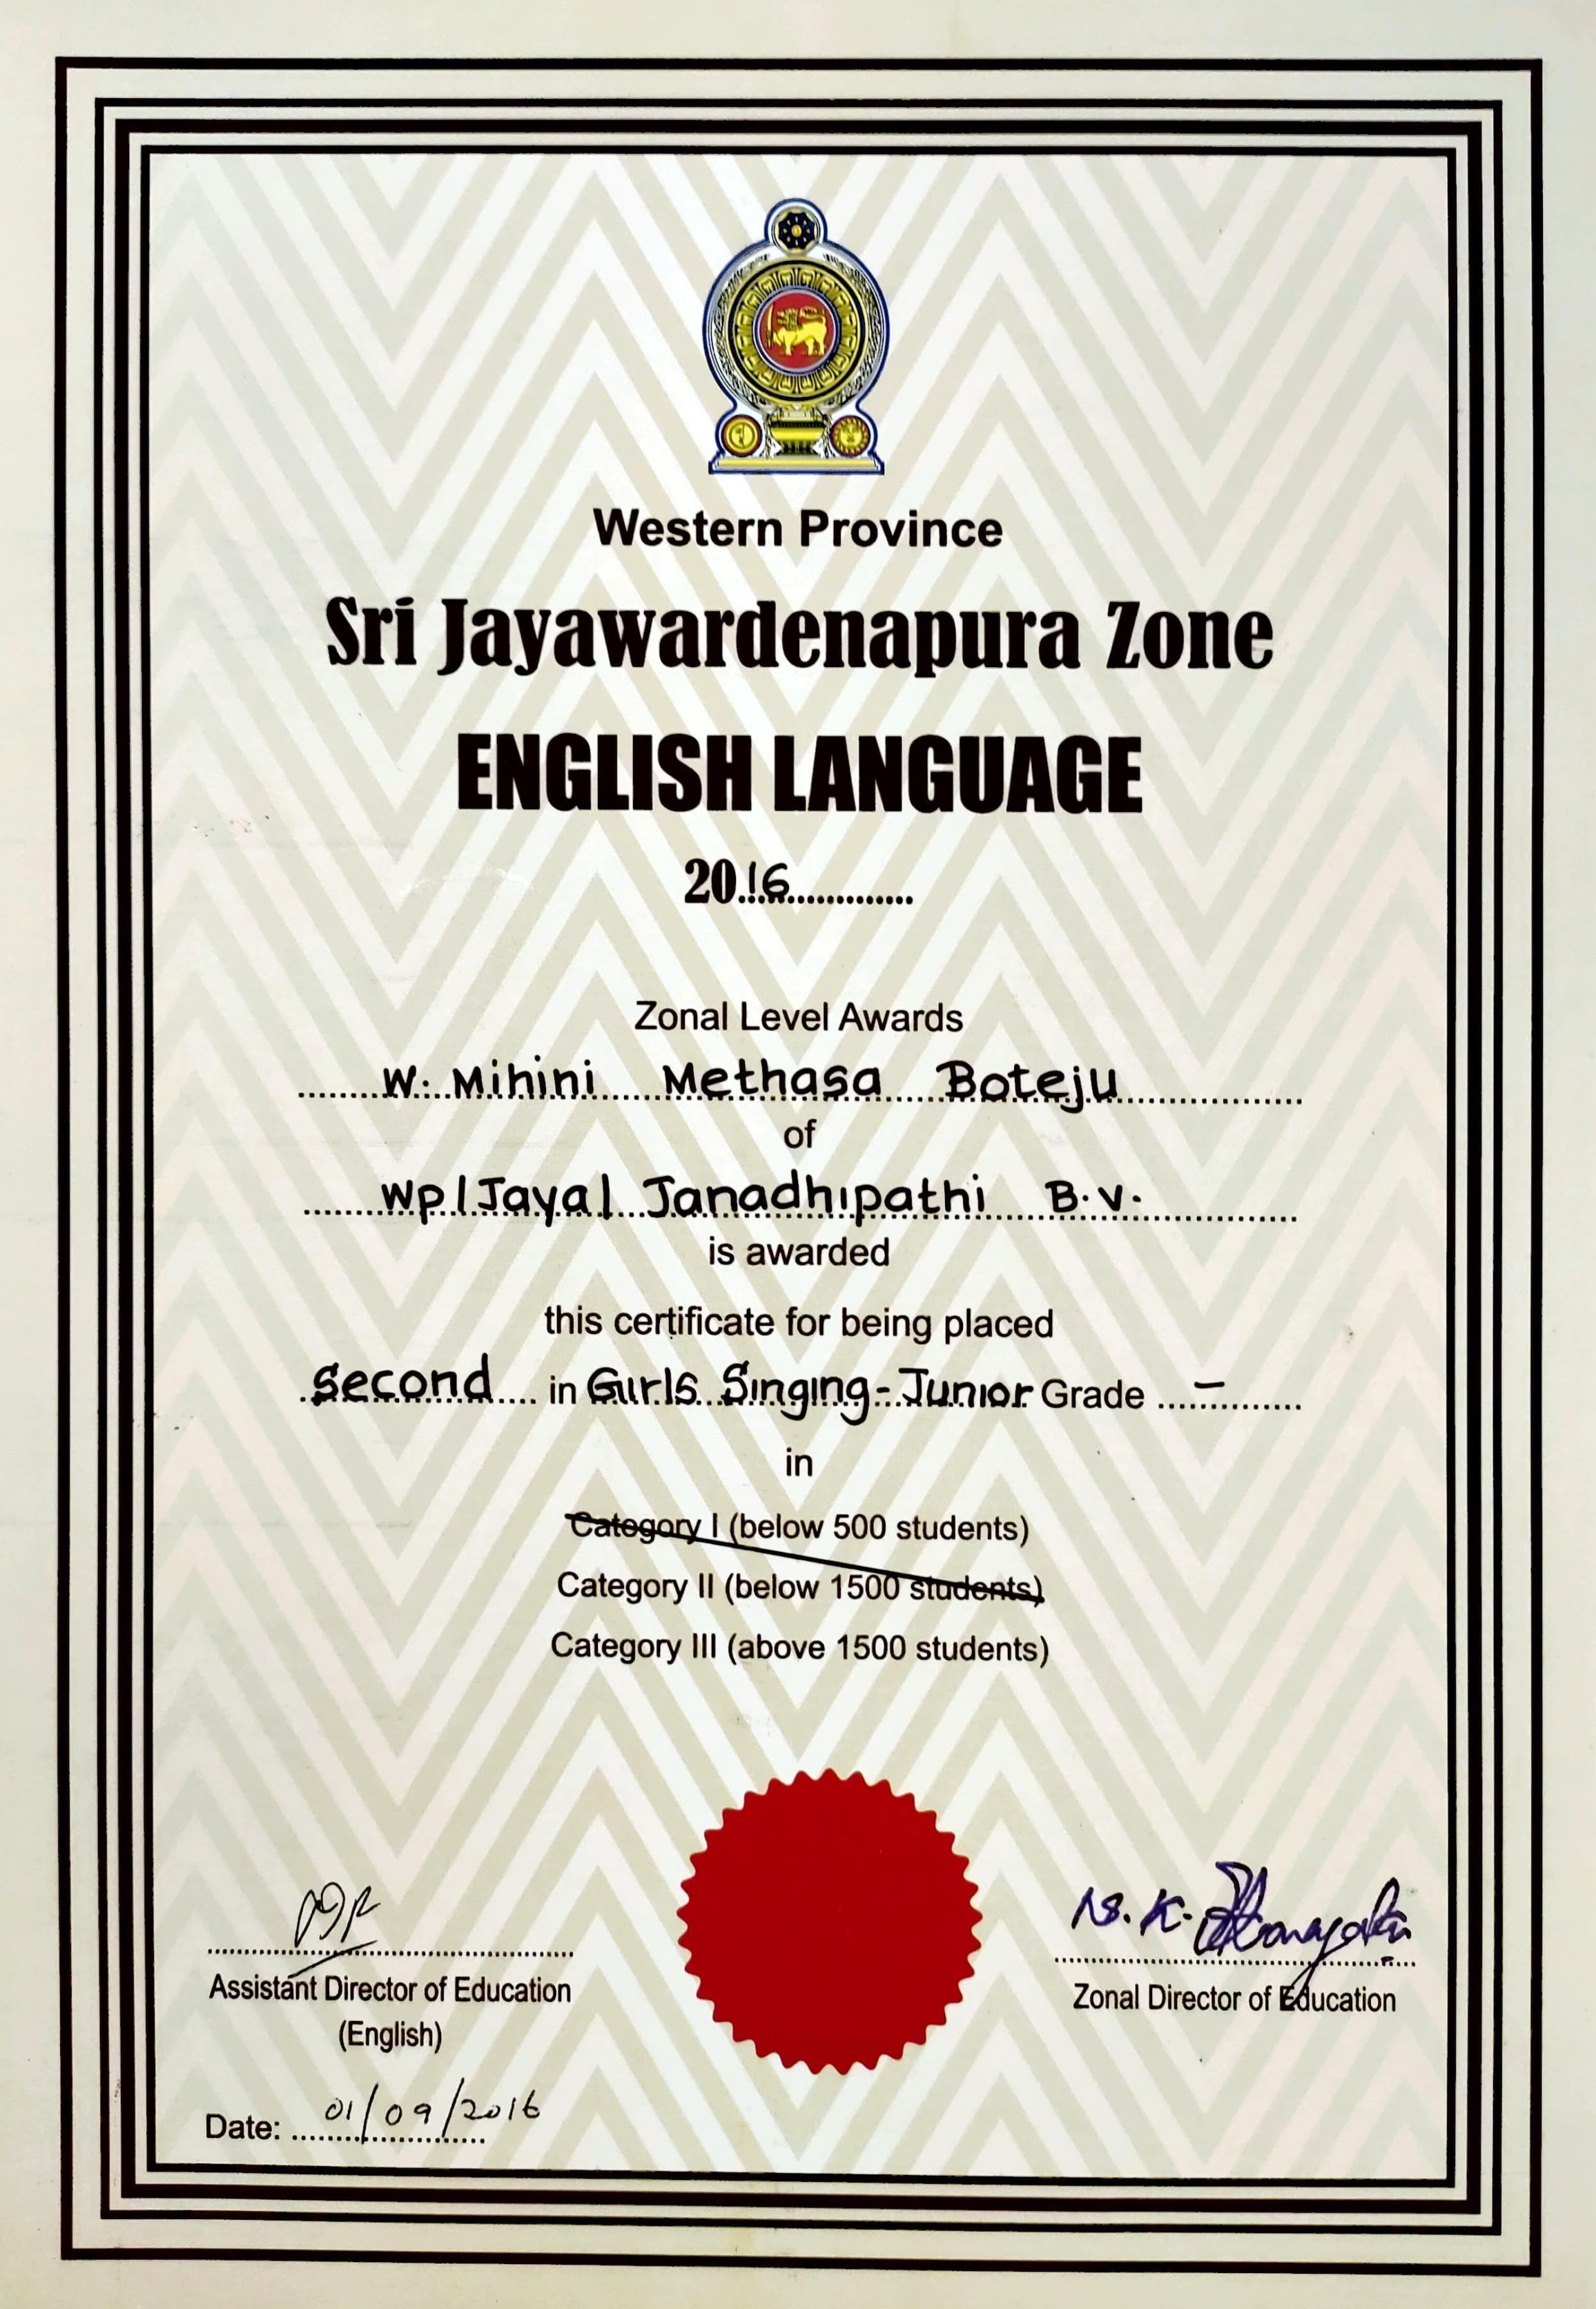 Western Province
Sri Jayawardenapura Zone
ENGLISH LANGUAGE
2016
Zonal Level Awards
W. Mihini Methasa Boteju
of
WP/Jaya/ Janadhipathi B.V.
is awarded
this certificate for being placed
second in Girls Singing - Junior Grade –
in
Category I (below 500 students)
Category II (below 1500 students)
Category III (above 1500 students)
Assistant Director of Education
(English)
Zonal Director of Education
Date: 01/09/2016